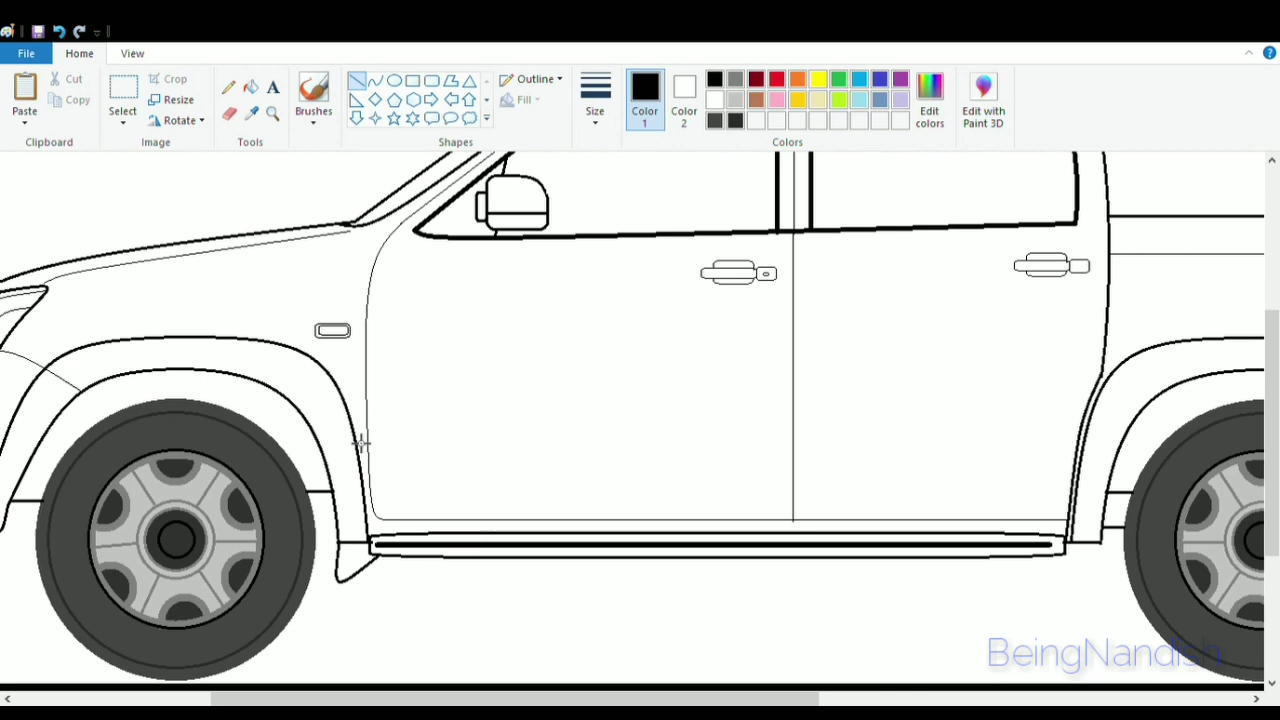 File Home View
Paste Cut Copy
Clipboard
Select Crop Resize Rotate
Image
Tools
Brushes
Shapes
Outline
Fill
Size
Color 1
Color 2
Edit colors
Edit with Paint 3D
Colors
BeingNandish